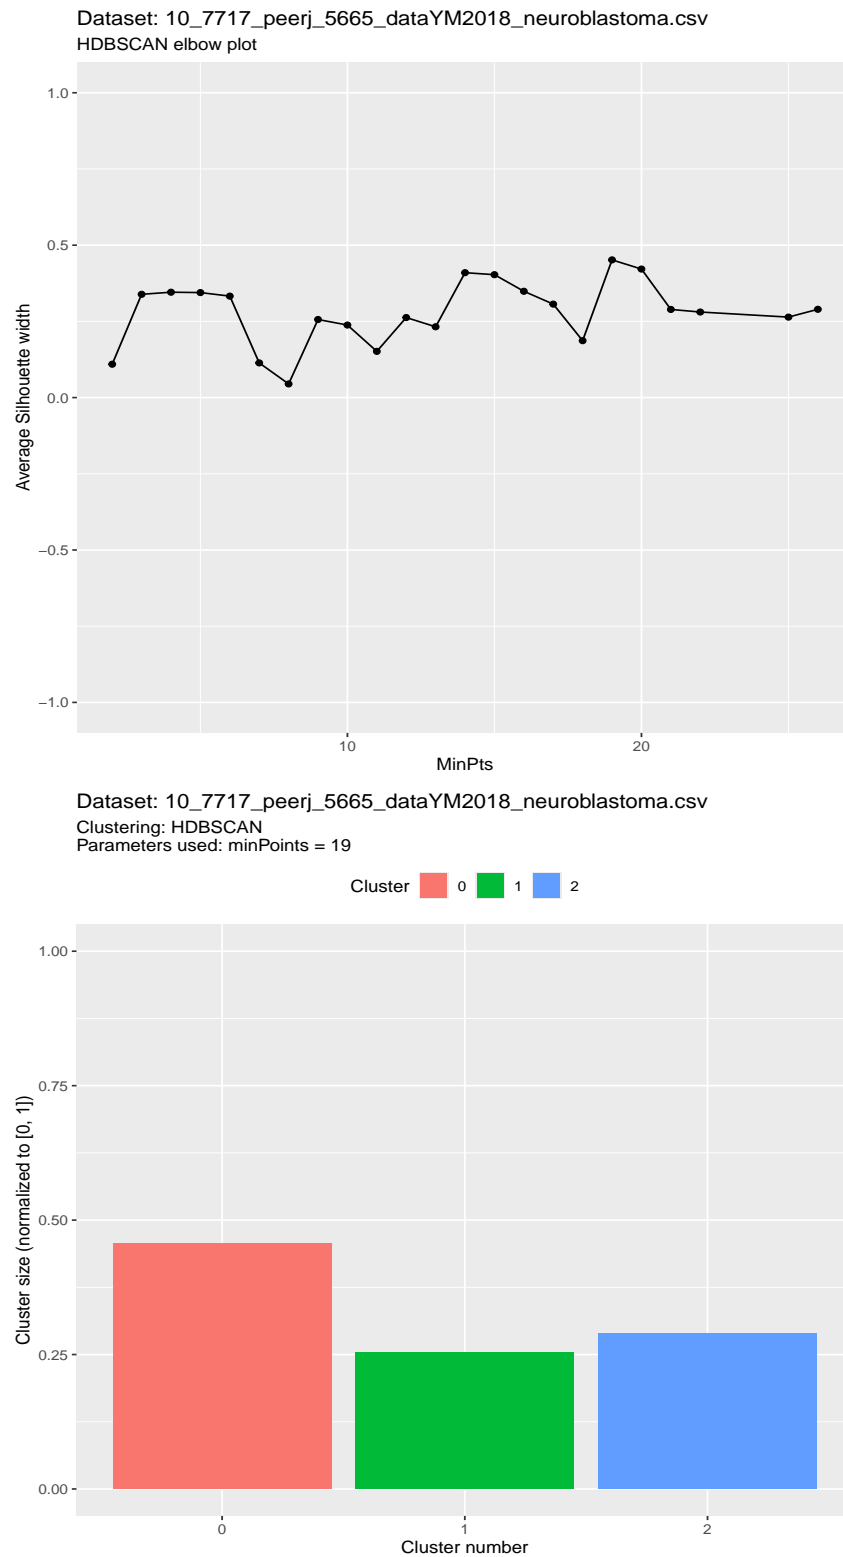 Dataset: 10_7717_peerj_5665_dataYM2018_neuroblastoma.csv
HDBSCAN elbow plot
1.0
0.5
0.0
−0.5
−1.0
Average Silhouette width
10
20
MinPts
Dataset: 10_7717_peerj_5665_dataYM2018_neuroblastoma.csv
Clustering: HDBSCAN
Parameters used: minPoints = 19
Cluster 0 1 2
1.00
0.75
0.50
0.25
0.00
Cluster size (normalized to [0, 1])
0
1
2
Cluster number